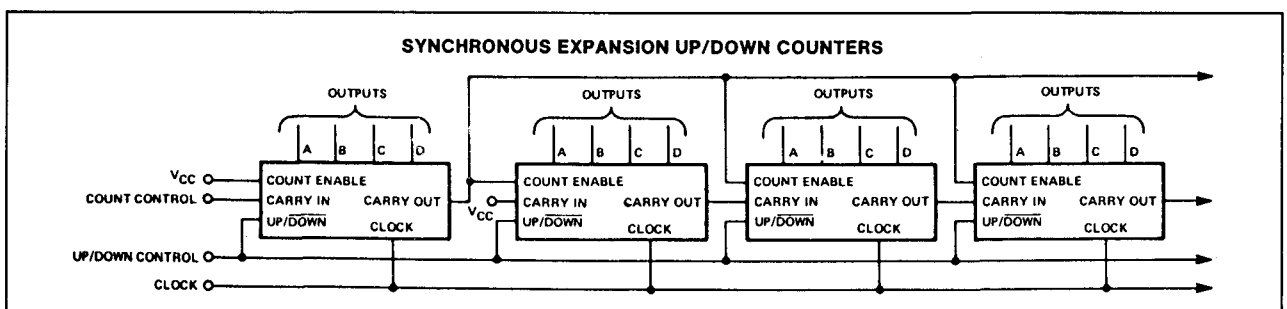 SYNCHRONOUS EXPANSION UP/DOWN COUNTERS
OUTPUTS OUTPUTS OUTPUTS OUTPUTS
A B C D A B C D A B C D A B C D
VCC COUNT ENABLE COUNT ENABLE COUNT ENABLE COUNT ENABLE
COUNT CONTROL CARRY IN CARRY OUT VCC CARRY IN CARRY OUT CARRY IN CARRY OUT CARRY IN CARRY OUT
UP/DOWN UP/DOWN UP/DOWN UP/DOWN
CLOCK CLOCK CLOCK CLOCK
UP/DOWN CONTROL
CLOCK